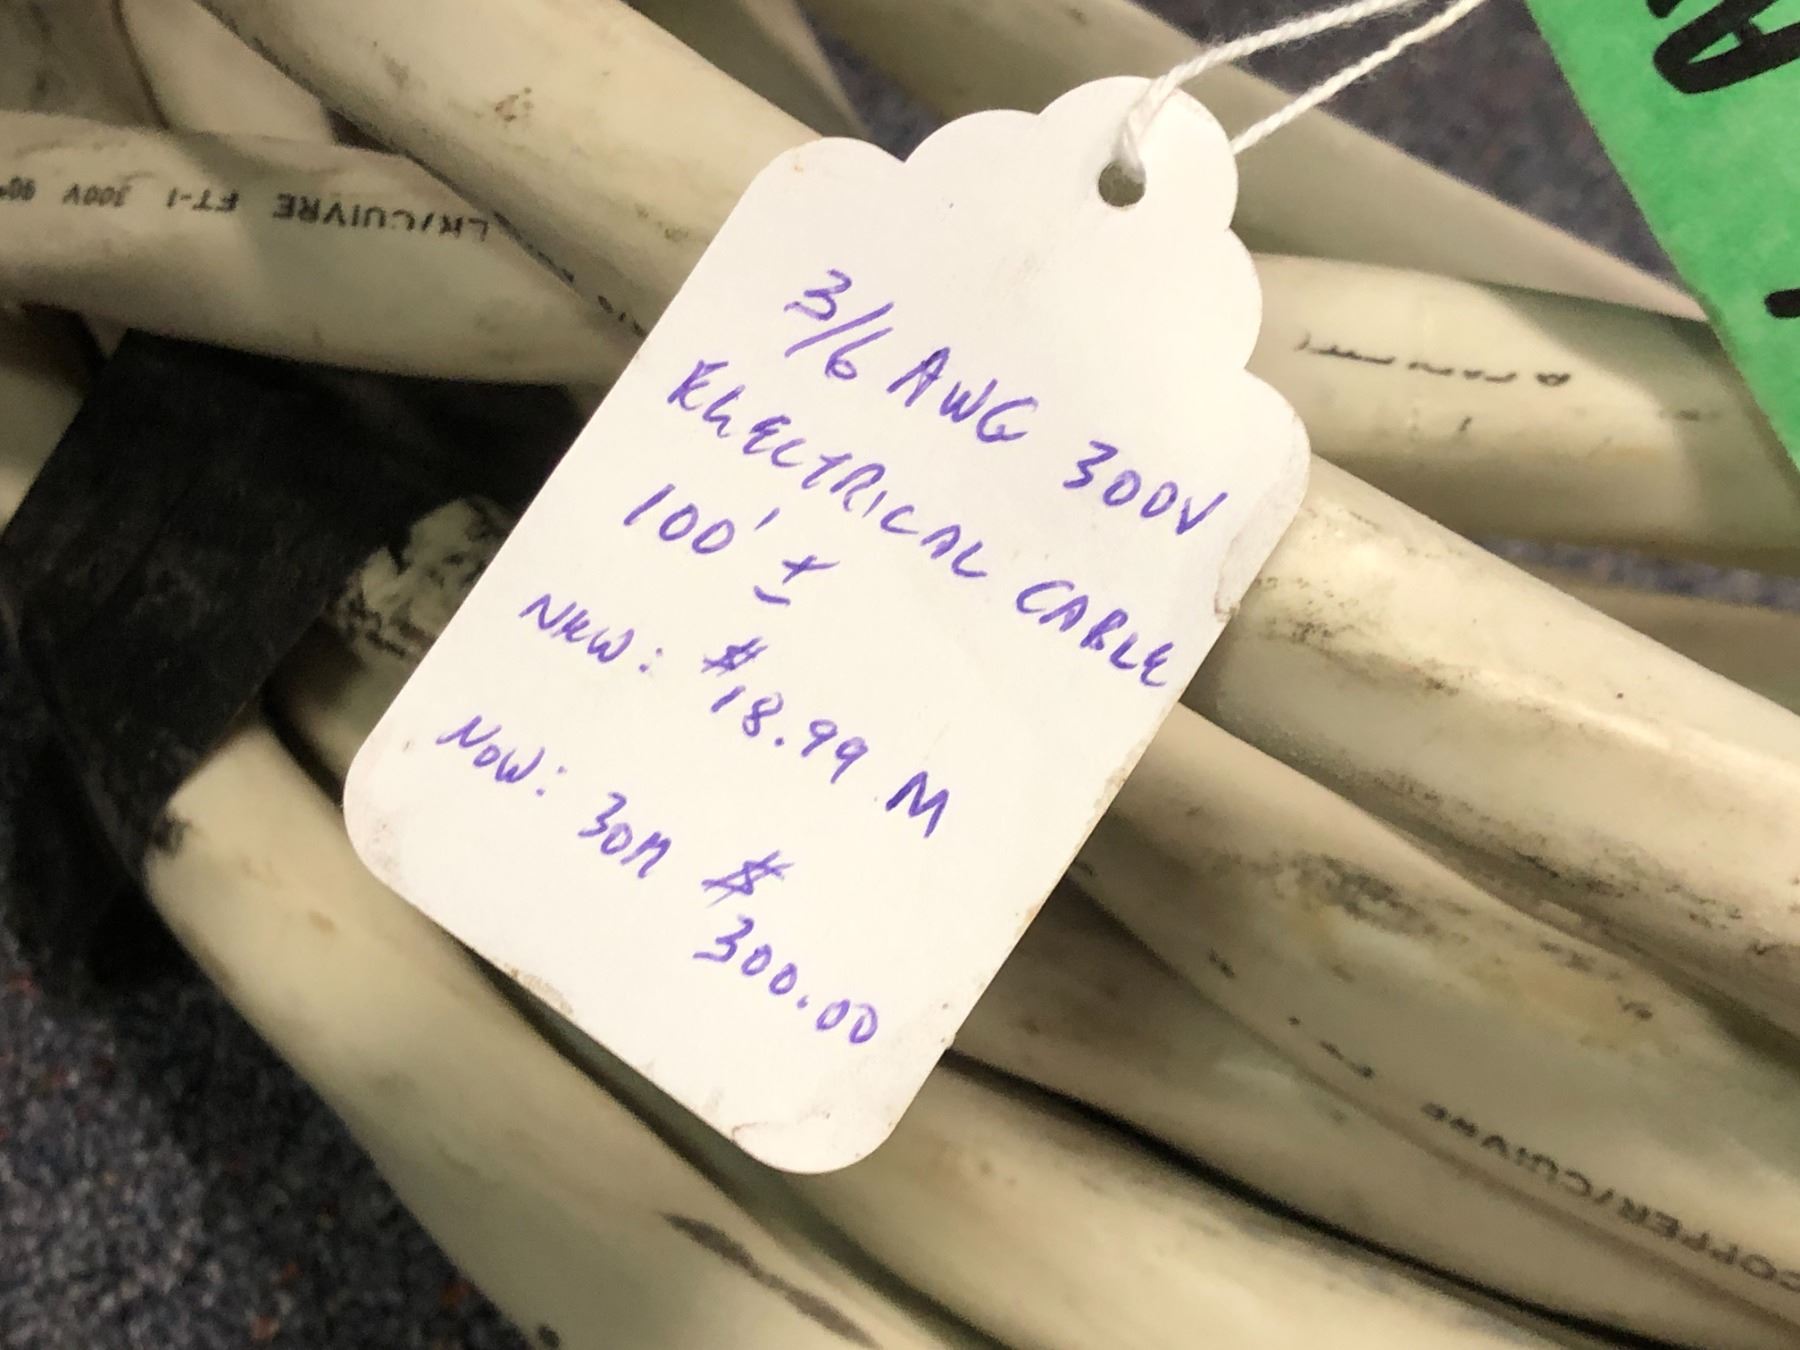 3/6 AWG 300V
ELECTRICAL CABLE
100' ±
NEW: $18.99 M
NOW: 30M $300.00
/CUIVRE FT-1 300V 90°
COPPER/CUIVRE